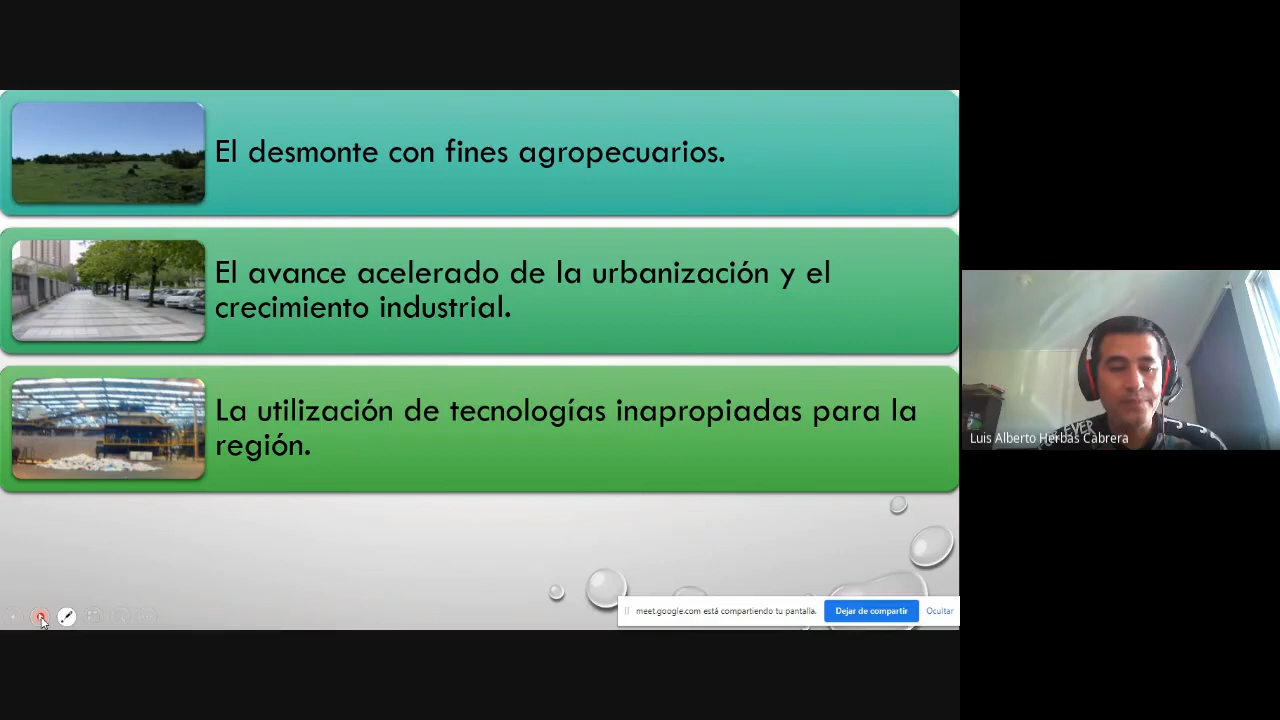 El desmonte con fines agropecuarios.
El avance acelerado de la urbanización y el
crecimiento industrial.
La utilización de tecnologías inapropiadas para la
región.
meet.google.com está compartiendo tu pantalla.
Dejar de compartir
Ocultar
Luis Alberto Herbas Cabrera